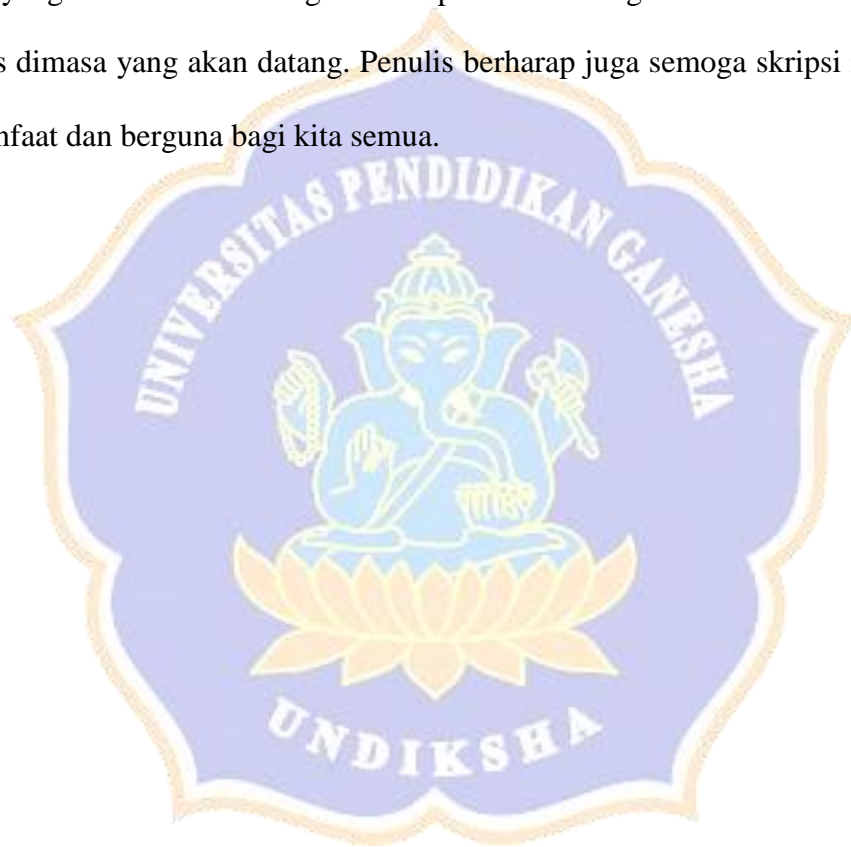 s dimasa yang akan datang. Penulis berharap juga semoga skripsi
nfaat dan berguna bagi kita semua.
UNIVERSITAS PENDIDIKAN GANESHA
UNDIKSHA